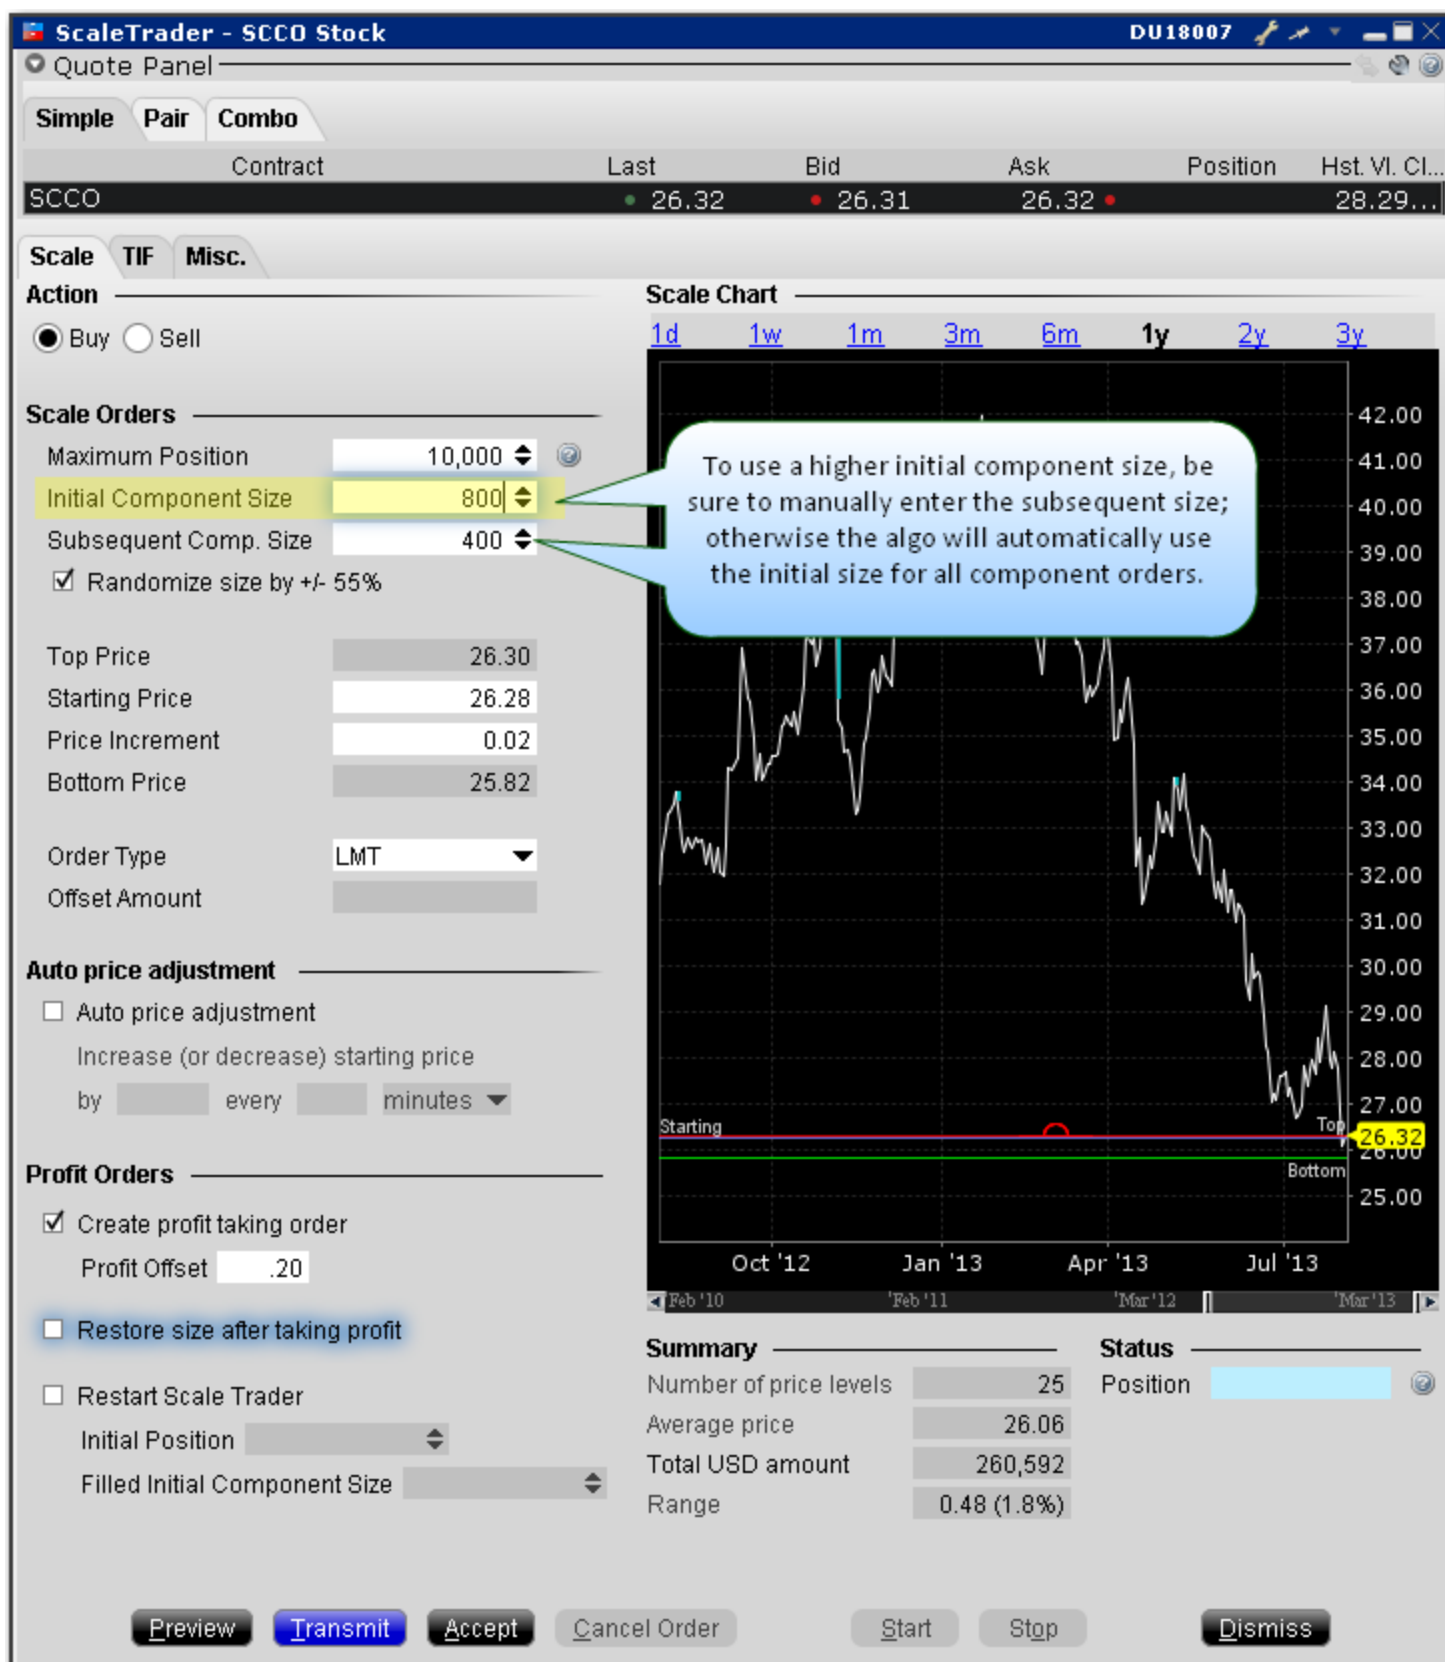 ScaleTrader - SCCO Stock DU18007
Quote Panel
Simple Pair Combo
Contract Last Bid Ask Position Hst. Vl. Cl...
SCCO 26.32 26.31 26.32 28.29...
Scale TIF Misc.
Action
Buy Sell
Scale Orders
Maximum Position 10,000
Initial Component Size 800
Subsequent Comp. Size 400
Randomize size by +/- 55%
Top Price 26.30
Starting Price 26.28
Price Increment 0.02
Bottom Price 25.82
Order Type LMT
Offset Amount
Auto price adjustment
Auto price adjustment
Increase (or decrease) starting price
by every minutes
Profit Orders
Create profit taking order
Profit Offset .20
Restore size after taking profit
Restart Scale Trader
Initial Position
Filled Initial Component Size
Scale Chart
1d 1w 1m 3m 6m 1y 2y 3y
To use a higher initial component size, be
sure to manually enter the subsequent size;
otherwise the algo will automatically use
the initial size for all component orders.
42.00
41.00
40.00
39.00
38.00
37.00
36.00
35.00
34.00
33.00
32.00
31.00
30.00
29.00
28.00
27.00
Starting Top 26.32
26.00
Bottom
25.00
Oct '12 Jan '13 Apr '13 Jul '13
Feb '10 'Feb '11 'Mar '12 'Mar '13
Summary
Number of price levels 25
Average price 26.06
Total USD amount 260,592
Range 0.48 (1.8%)
Status
Position
Preview Transmit Accept Cancel Order Start Stop Dismiss